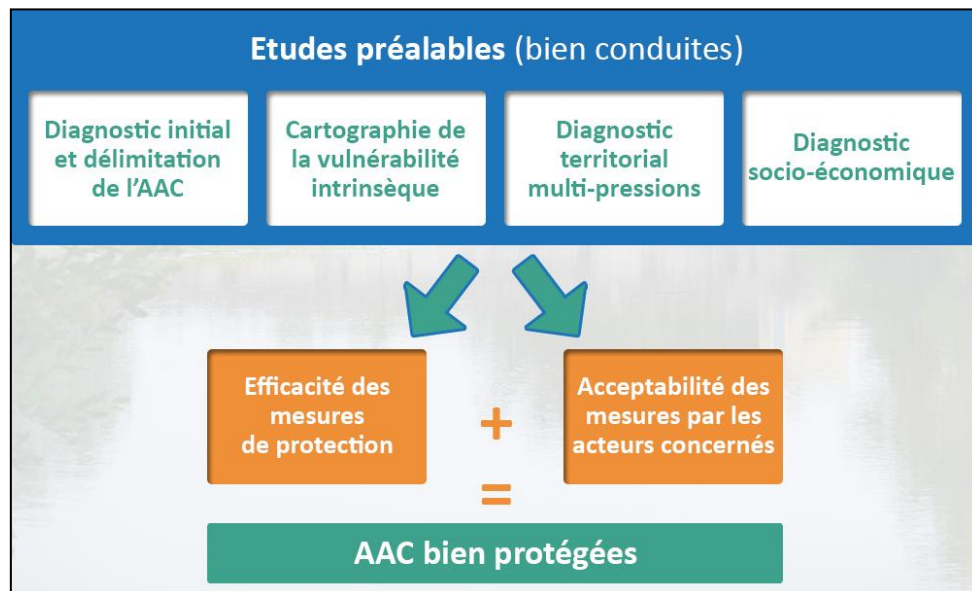 Etudes préalables (bien conduites)
Diagnostic initial
et délimitation
de l'AAC
Cartographie de
la vulnérabilité
intrinsèque
Diagnostic
territorial
multi-pressions
Diagnostic
socio-économique
Efficacité des
mesures
de protection
+
Acceptabilité des
mesures par les
acteurs concernés
=
AAC bien protégées